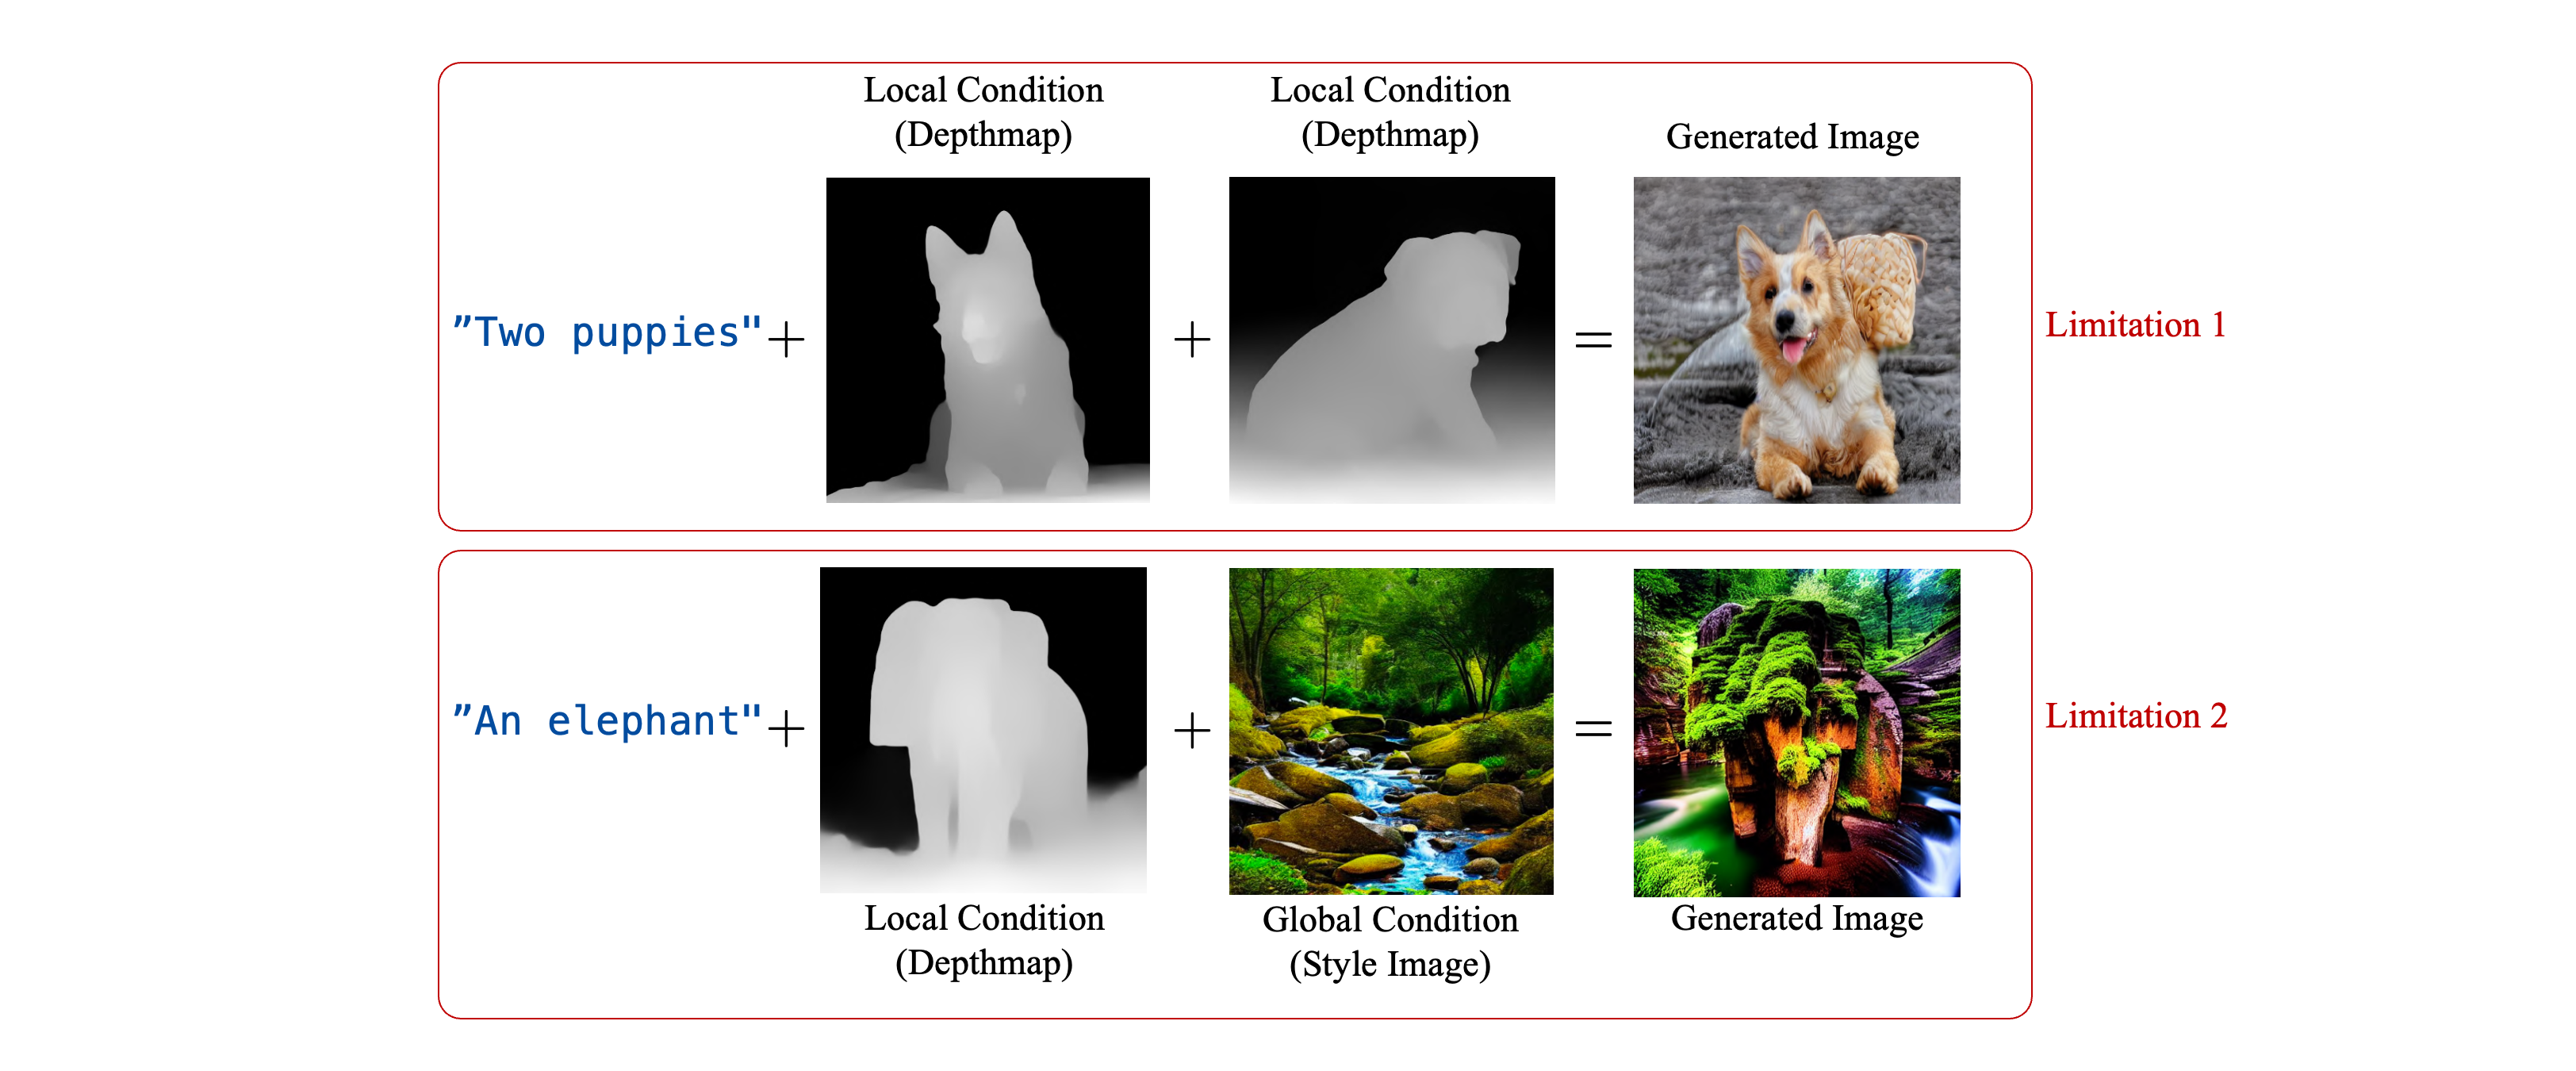 Local Condition
(Depthmap)
Local Condition
(Depthmap)
Generated Image
”Two puppies"
+
+
=
Limitation 1
”An elephant"
+
+
=
Limitation 2
Local Condition
(Depthmap)
Global Condition
(Style Image)
Generated Image